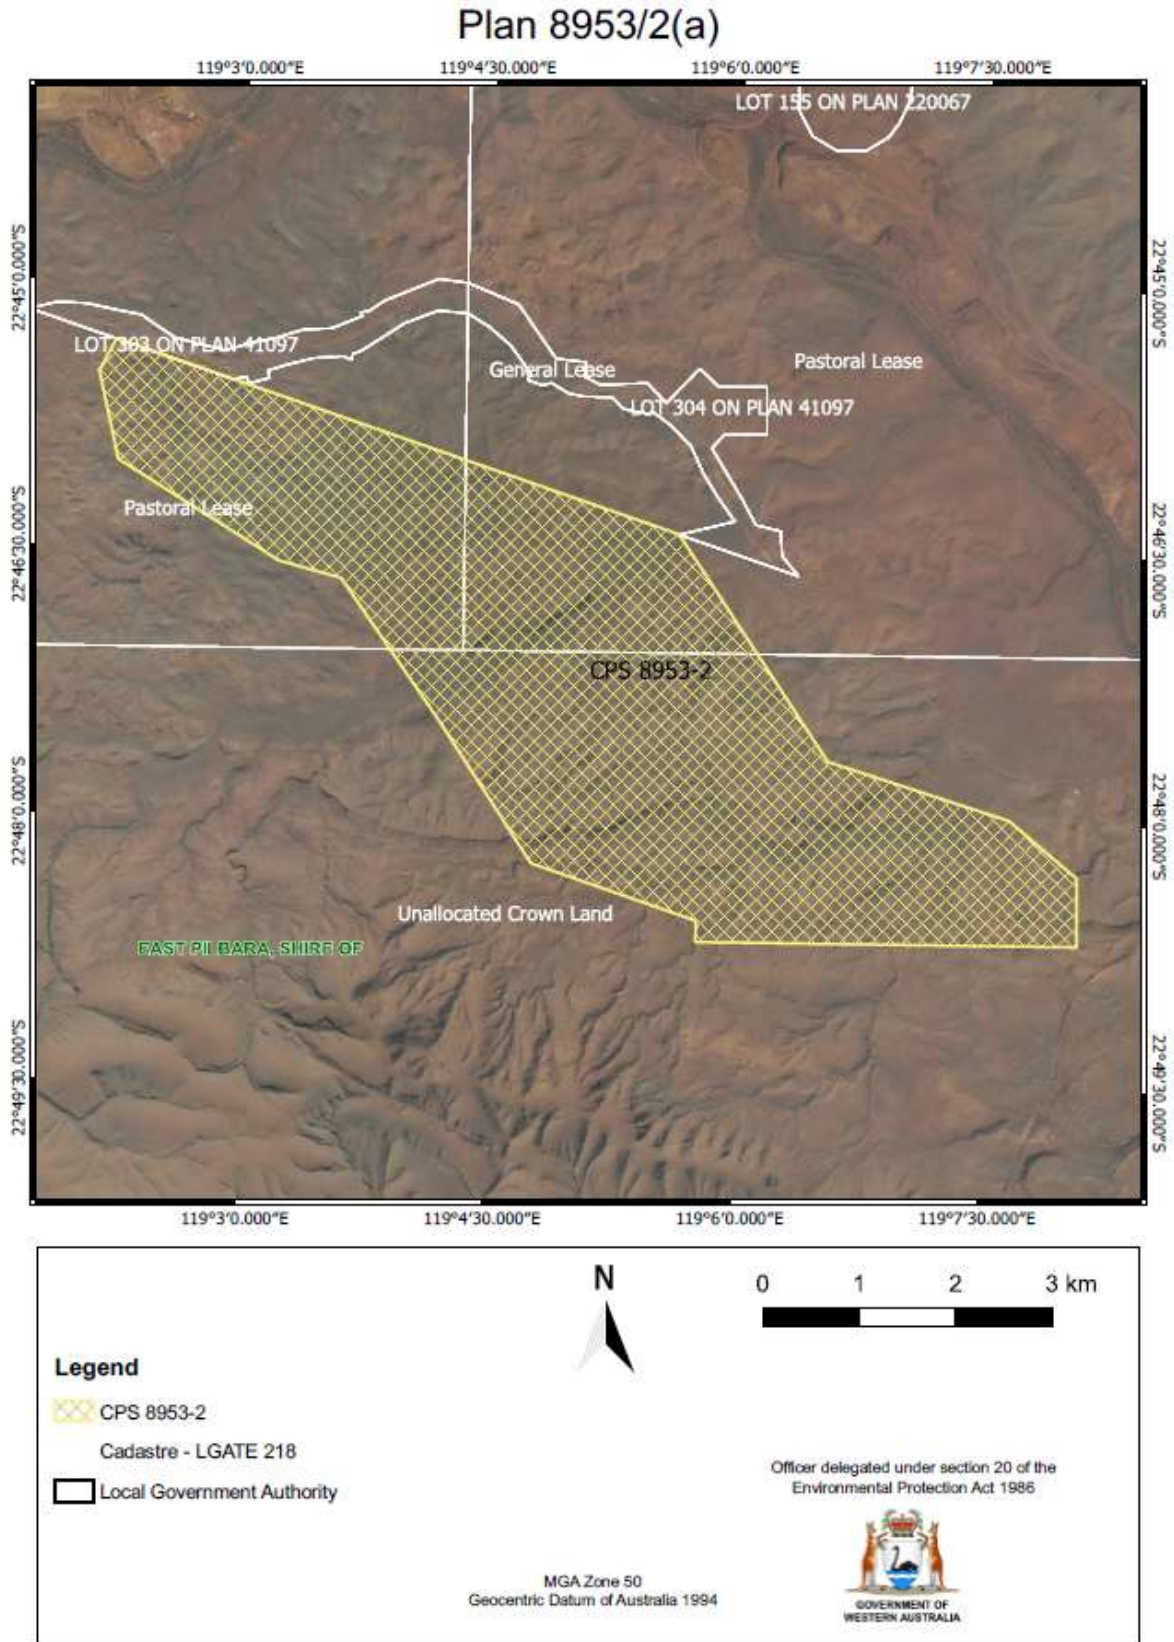 Plan 8953/2(a)
119°3'0.000"E 119°4'30.000"E 119°6'0.000"E 119°7'30.000"E
LOT 155 ON PLAN 220067
22°45'0.000"S
22°45'0.000"S
LOT 303 ON PLAN 41097
General Lease
Pastoral Lease
LOT 304 ON PLAN 41097
Pastoral Lease
22°46'30.000"S
22°46'30.000"S
CPS 8953-2
22°48'0.000"S
22°48'0.000"S
Unallocated Crown Land
EAST PILBARA, SHIRE OF
22°49'30.000"S
22°49'30.000"S
119°3'0.000"E 119°4'30.000"E 119°6'0.000"E 119°7'30.000"E
N
0 1 2 3 km
Legend
CPS 8953-2
Cadastre - LGATE 218
Local Government Authority
Officer delegated under section 20 of the
Environmental Protection Act 1986
MGA Zone 50
Geocentric Datum of Australia 1994
GOVERNMENT OF
WESTERN AUSTRALIA